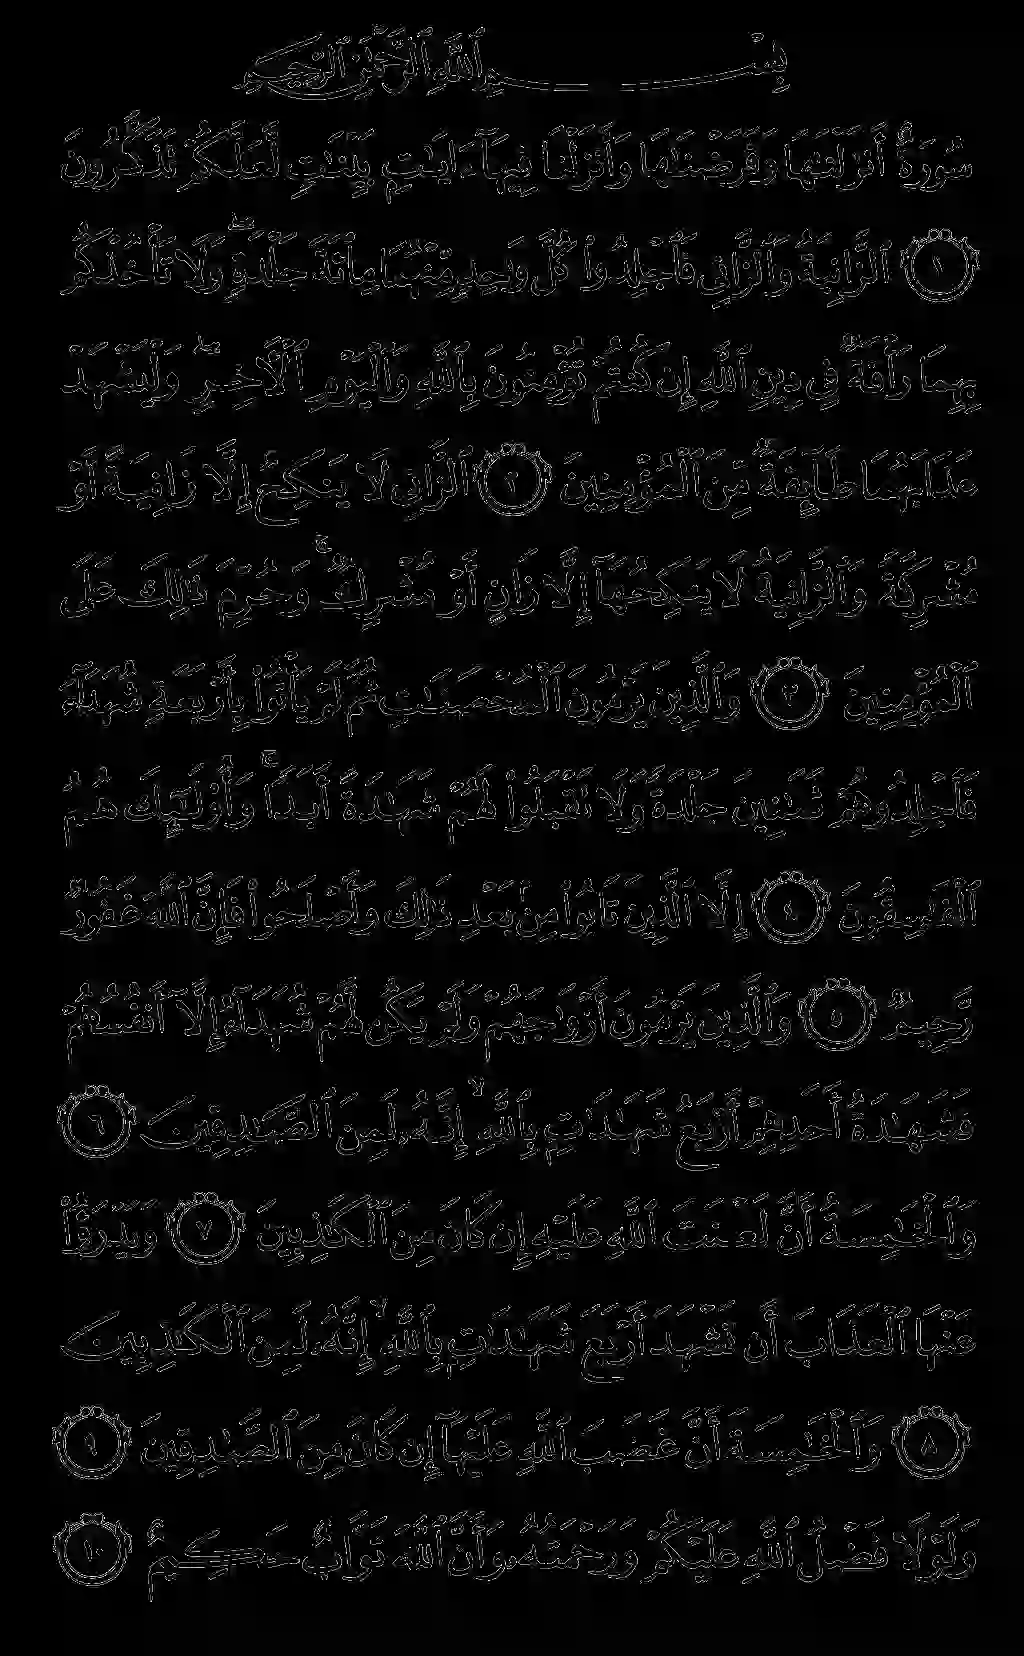 بِسْمِ ٱللَّهِ ٱلرَّحْمَٰنِ ٱلرَّحِيمِ
سُورَةٌ أَنزَلْنَٰهَا وَفَرَضْنَٰهَا وَأَنزَلْنَا فِيهَآ ءَايَٰتٍۭ بَيِّنَٰتٍ لَّعَلَّكُمْ تَذَكَّرُونَ
١ ٱلزَّانِيَةُ وَٱلزَّانِى فَٱجْلِدُوا۟ كُلَّ وَٰحِدٍ مِّنْهُمَا مِا۟ئَةَ جَلْدَةٍ ۖ وَلَا تَأْخُذْكُم
بِهِمَا رَأْفَةٌ فِى دِينِ ٱللَّهِ إِن كُنتُمْ تُؤْمِنُونَ بِٱللَّهِ وَٱلْيَوْمِ ٱلْءَاخِرِ ۖ وَلْيَشْهَدْ
عَذَابَهُمَا طَآئِفَةٌ مِّنَ ٱلْمُؤْمِنِينَ ٢ ٱلزَّانِى لَا يَنكِحُ إِلَّا زَانِيَةً أَوْ
مُشْرِكَةً وَٱلزَّانِيَةُ لَا يَنكِحُهَآ إِلَّا زَانٍ أَوْ مُشْرِكٌ ۚ وَحُرِّمَ ذَٰلِكَ عَلَى
ٱلْمُؤْمِنِينَ ٣ وَٱلَّذِينَ يَرْمُونَ ٱلْمُحْصَنَٰتِ ثُمَّ لَمْ يَأْتُوا۟ بِأَرْبَعَةِ شُهَدَآءَ
فَٱجْلِدُوهُمْ ثَمَٰنِينَ جَلْدَةً وَلَا تَقْبَلُوا۟ لَهُمْ شَهَٰدَةً أَبَدًا ۚ وَأُو۟لَٰٓئِكَ هُمُ
ٱلْفَٰسِقُونَ ٤ إِلَّا ٱلَّذِينَ تَابُوا۟ مِنۢ بَعْدِ ذَٰلِكَ وَأَصْلَحُوا۟ فَإِنَّ ٱللَّهَ غَفُورٌ
رَّحِيمٌ ٥ وَٱلَّذِينَ يَرْمُونَ أَزْوَٰجَهُمْ وَلَمْ يَكُن لَّهُمْ شُهَدَآءُ إِلَّآ أَنفُسُهُمْ
فَشَهَٰدَةُ أَحَدِهِمْ أَرْبَعُ شَهَٰدَٰتٍۭ بِٱللَّهِ ۙ إِنَّهُۥ لَمِنَ ٱلصَّٰدِقِينَ ٦
وَٱلْخَٰمِسَةُ أَنَّ لَعْنَتَ ٱللَّهِ عَلَيْهِ إِن كَانَ مِنَ ٱلْكَٰذِبِينَ ٧ وَيَدْرَؤُا۟
عَنْهَا ٱلْعَذَابَ أَن تَشْهَدَ أَرْبَعَ شَهَٰدَٰتٍۭ بِٱللَّهِ ۙ إِنَّهُۥ لَمِنَ ٱلْكَٰذِبِينَ
٨ وَٱلْخَٰمِسَةَ أَنَّ غَضَبَ ٱللَّهِ عَلَيْهَآ إِن كَانَ مِنَ ٱلصَّٰدِقِينَ ٩
وَلَوْلَا فَضْلُ ٱللَّهِ عَلَيْكُمْ وَرَحْمَتُهُۥ وَأَنَّ ٱللَّهَ تَوَّابٌ حَكِيمٌ ١٠